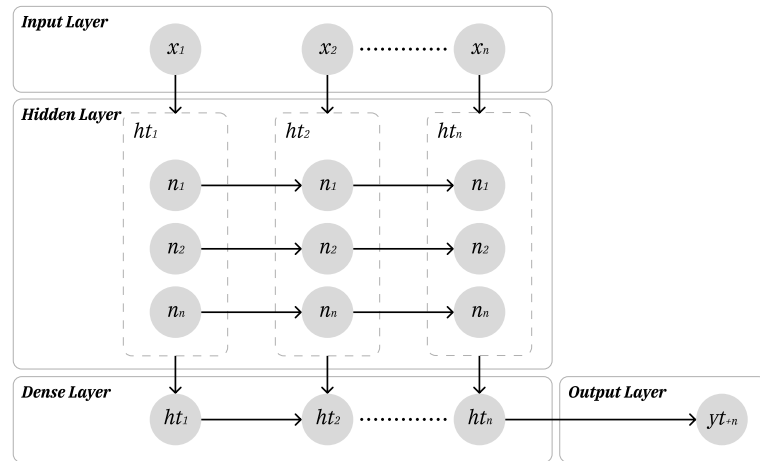 Input Layer
x1
x2
xn
Hidden Layer
ht1
ht2
htn
n1
n1
n1
n2
n2
n2
nn
nn
nn
Dense Layer
Output Layer
ht1
ht2
htn
yt+n